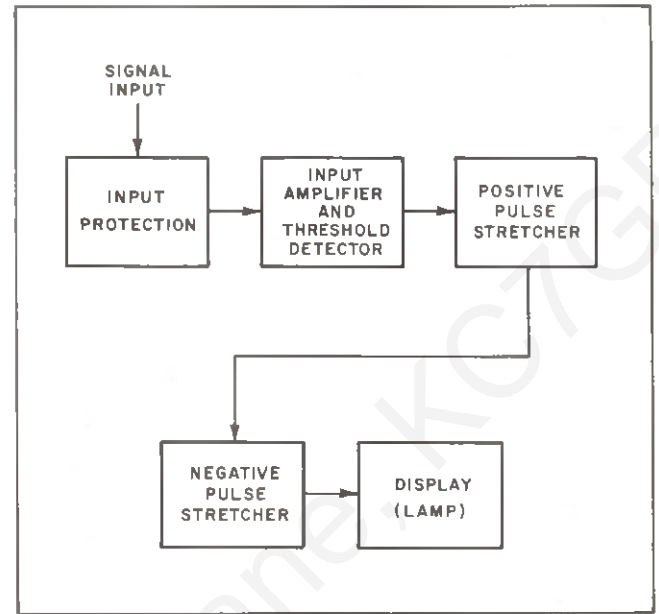 SIGNAL
INPUT
INPUT
PROTECTION
INPUT
AMPLIFIER
AND
THRESHOLD
DETECTOR
POSITIVE
PULSE
STRETCHER
NEGATIVE
PULSE
STRETCHER
DISPLAY
(LAMP)